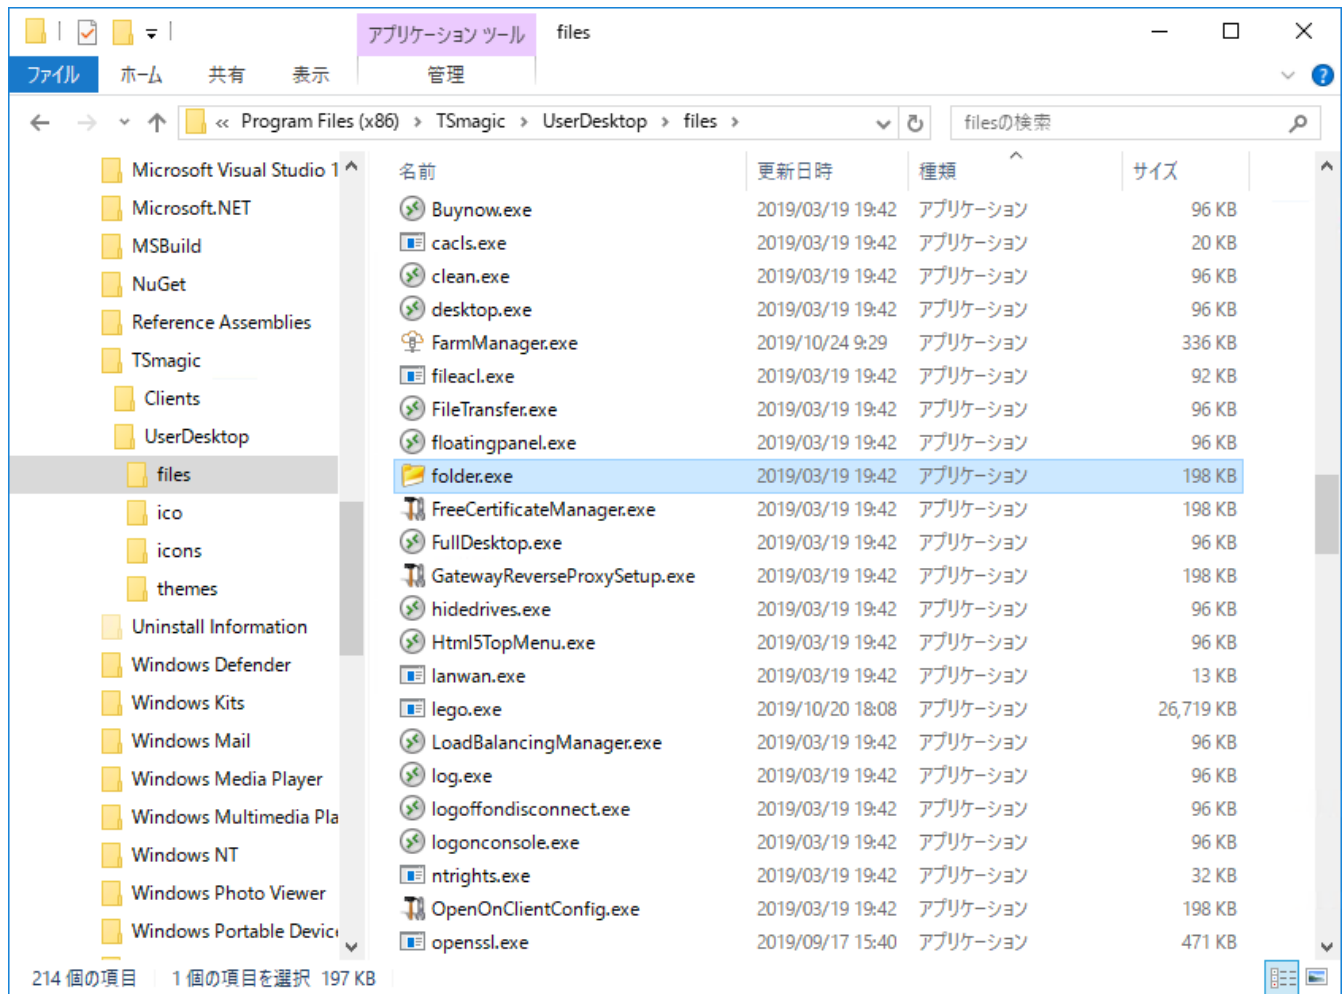 アプリケーション ツール
files
ファイル
ホーム
共有
表示
管理
« Program Files (x86) > TSmagic > UserDesktop > files >
filesの検索
Microsoft Visual Studio 1
Microsoft.NET
MSBuild
NuGet
Reference Assemblies
TSmagic
Clients
UserDesktop
files
ico
icons
themes
Uninstall Information
Windows Defender
Windows Kits
Windows Mail
Windows Media Player
Windows Multimedia Pla
Windows NT
Windows Photo Viewer
Windows Portable Devic
名前 更新日時 種類 サイズ
Buynow.exe 2019/03/19 19:42 アプリケーション 96 KB
cacls.exe 2019/03/19 19:42 アプリケーション 20 KB
clean.exe 2019/03/19 19:42 アプリケーション 96 KB
desktop.exe 2019/03/19 19:42 アプリケーション 96 KB
FarmManager.exe 2019/10/24 9:29 アプリケーション 336 KB
fileacl.exe 2019/03/19 19:42 アプリケーション 92 KB
FileTransfer.exe 2019/03/19 19:42 アプリケーション 96 KB
floatingpanel.exe 2019/03/19 19:42 アプリケーション 96 KB
folder.exe 2019/03/19 19:42 アプリケーション 198 KB
FreeCertificateManager.exe 2019/03/19 19:42 アプリケーション 198 KB
FullDesktop.exe 2019/03/19 19:42 アプリケーション 96 KB
GatewayReverseProxySetup.exe 2019/03/19 19:42 アプリケーション 198 KB
hidedrives.exe 2019/03/19 19:42 アプリケーション 96 KB
Html5TopMenu.exe 2019/03/19 19:42 アプリケーション 96 KB
lanwan.exe 2019/03/19 19:42 アプリケーション 13 KB
lego.exe 2019/10/20 18:08 アプリケーション 26,719 KB
LoadBalancingManager.exe 2019/03/19 19:42 アプリケーション 96 KB
log.exe 2019/03/19 19:42 アプリケーション 96 KB
logoffondisconnect.exe 2019/03/19 19:42 アプリケーション 96 KB
logonconsole.exe 2019/03/19 19:42 アプリケーション 96 KB
ntrights.exe 2019/03/19 19:42 アプリケーション 32 KB
OpenOnClientConfig.exe 2019/03/19 19:42 アプリケーション 198 KB
openssl.exe 2019/09/17 15:40 アプリケーション 471 KB
214 個の項目 1 個の項目を選択 197 KB